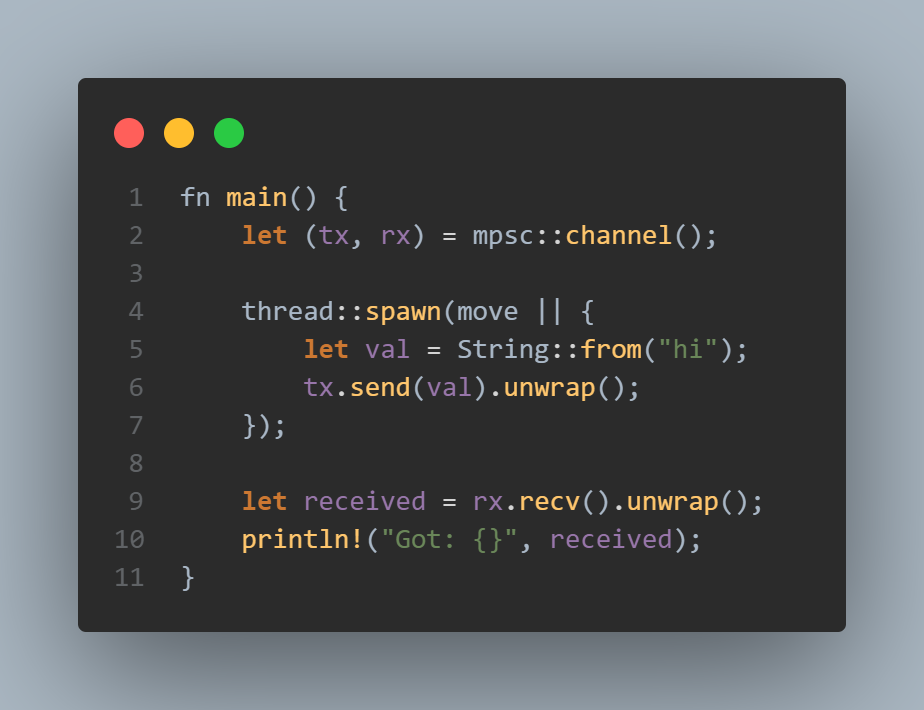 1 fn main() {
2     let (tx, rx) = mpsc::channel();
3
4     thread::spawn(move || {
5         let val = String::from("hi");
6         tx.send(val).unwrap();
7     });
8
9     let received = rx.recv().unwrap();
10     println!("Got: {}", received);
11 }